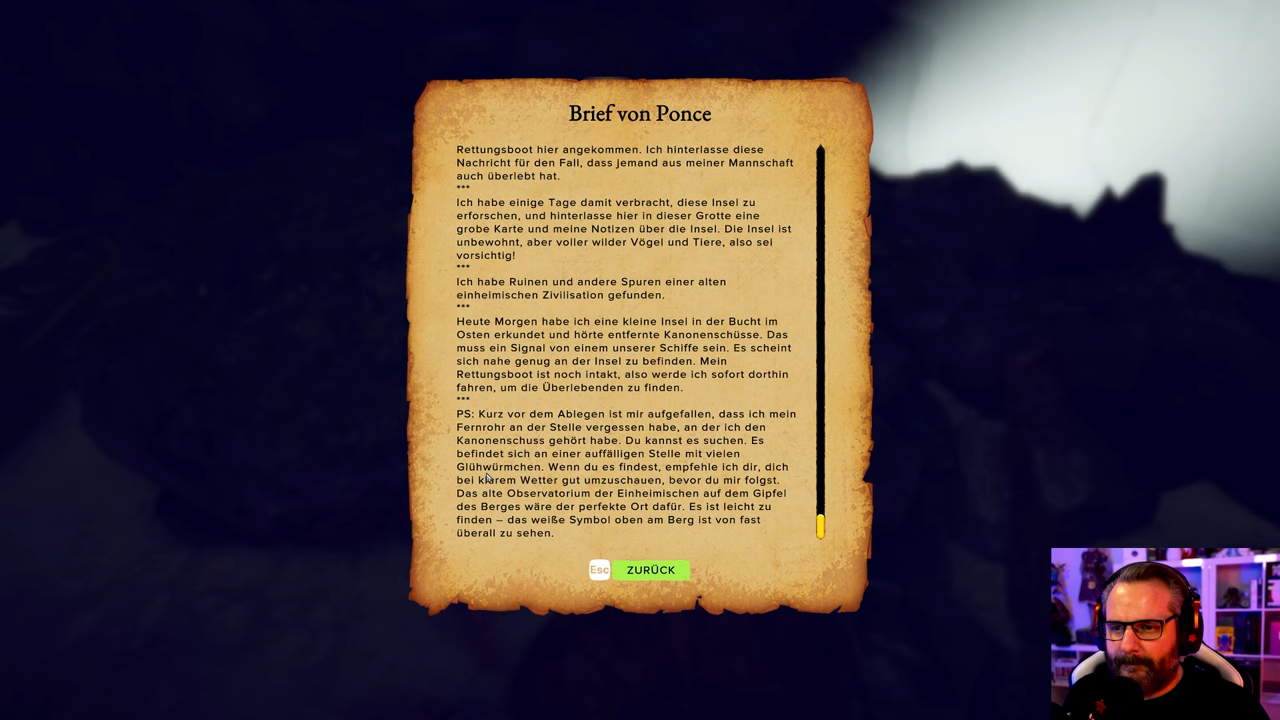 Brief von Ponce
Rettungsboot hier angekommen. Ich hinterlasse diese
Nachricht für den Fall, dass jemand aus meiner Mannschaft
auch überlebt hat.
***
Ich habe einige Tage damit verbracht, diese Insel zu
erforschen, und hinterlasse hier in dieser Grotte eine
grobe Karte und meine Notizen über die Insel. Die Insel ist
unbewohnt, aber voller wilder Vögel und Tiere, also sei
vorsichtig!
***
Ich habe Ruinen und andere Spuren einer alten
einheimischen Zivilisation gefunden.
***
Heute Morgen habe ich eine kleine Insel in der Bucht im
Osten erkundet und hörte entfernte Kanonenschüsse. Das
muss ein Signal von einem unserer Schiffe sein. Es scheint
sich nahe genug an der Insel zu befinden. Mein
Rettungsboot ist noch intakt, also werde ich sofort dorthin
fahren, um die Überlebenden zu finden.
***
PS: Kurz vor dem Ablegen ist mir aufgefallen, dass ich mein
Fernrohr an der Stelle vergessen habe, an der ich den
Kanonenschuss gehört habe. Du kannst es suchen. Es
befindet sich an einer auffälligen Stelle mit vielen
Glühwürmchen. Wenn du es findest, empfehle ich dir, dich
bei klarem Wetter gut umzuschauen, bevor du mir folgst.
Das alte Observatorium der Einheimischen auf dem Gipfel
des Berges wäre der perfekte Ort dafür. Es ist leicht zu
finden – das weiße Symbol oben am Berg ist von fast
überall zu sehen.
Esc ZURÜCK